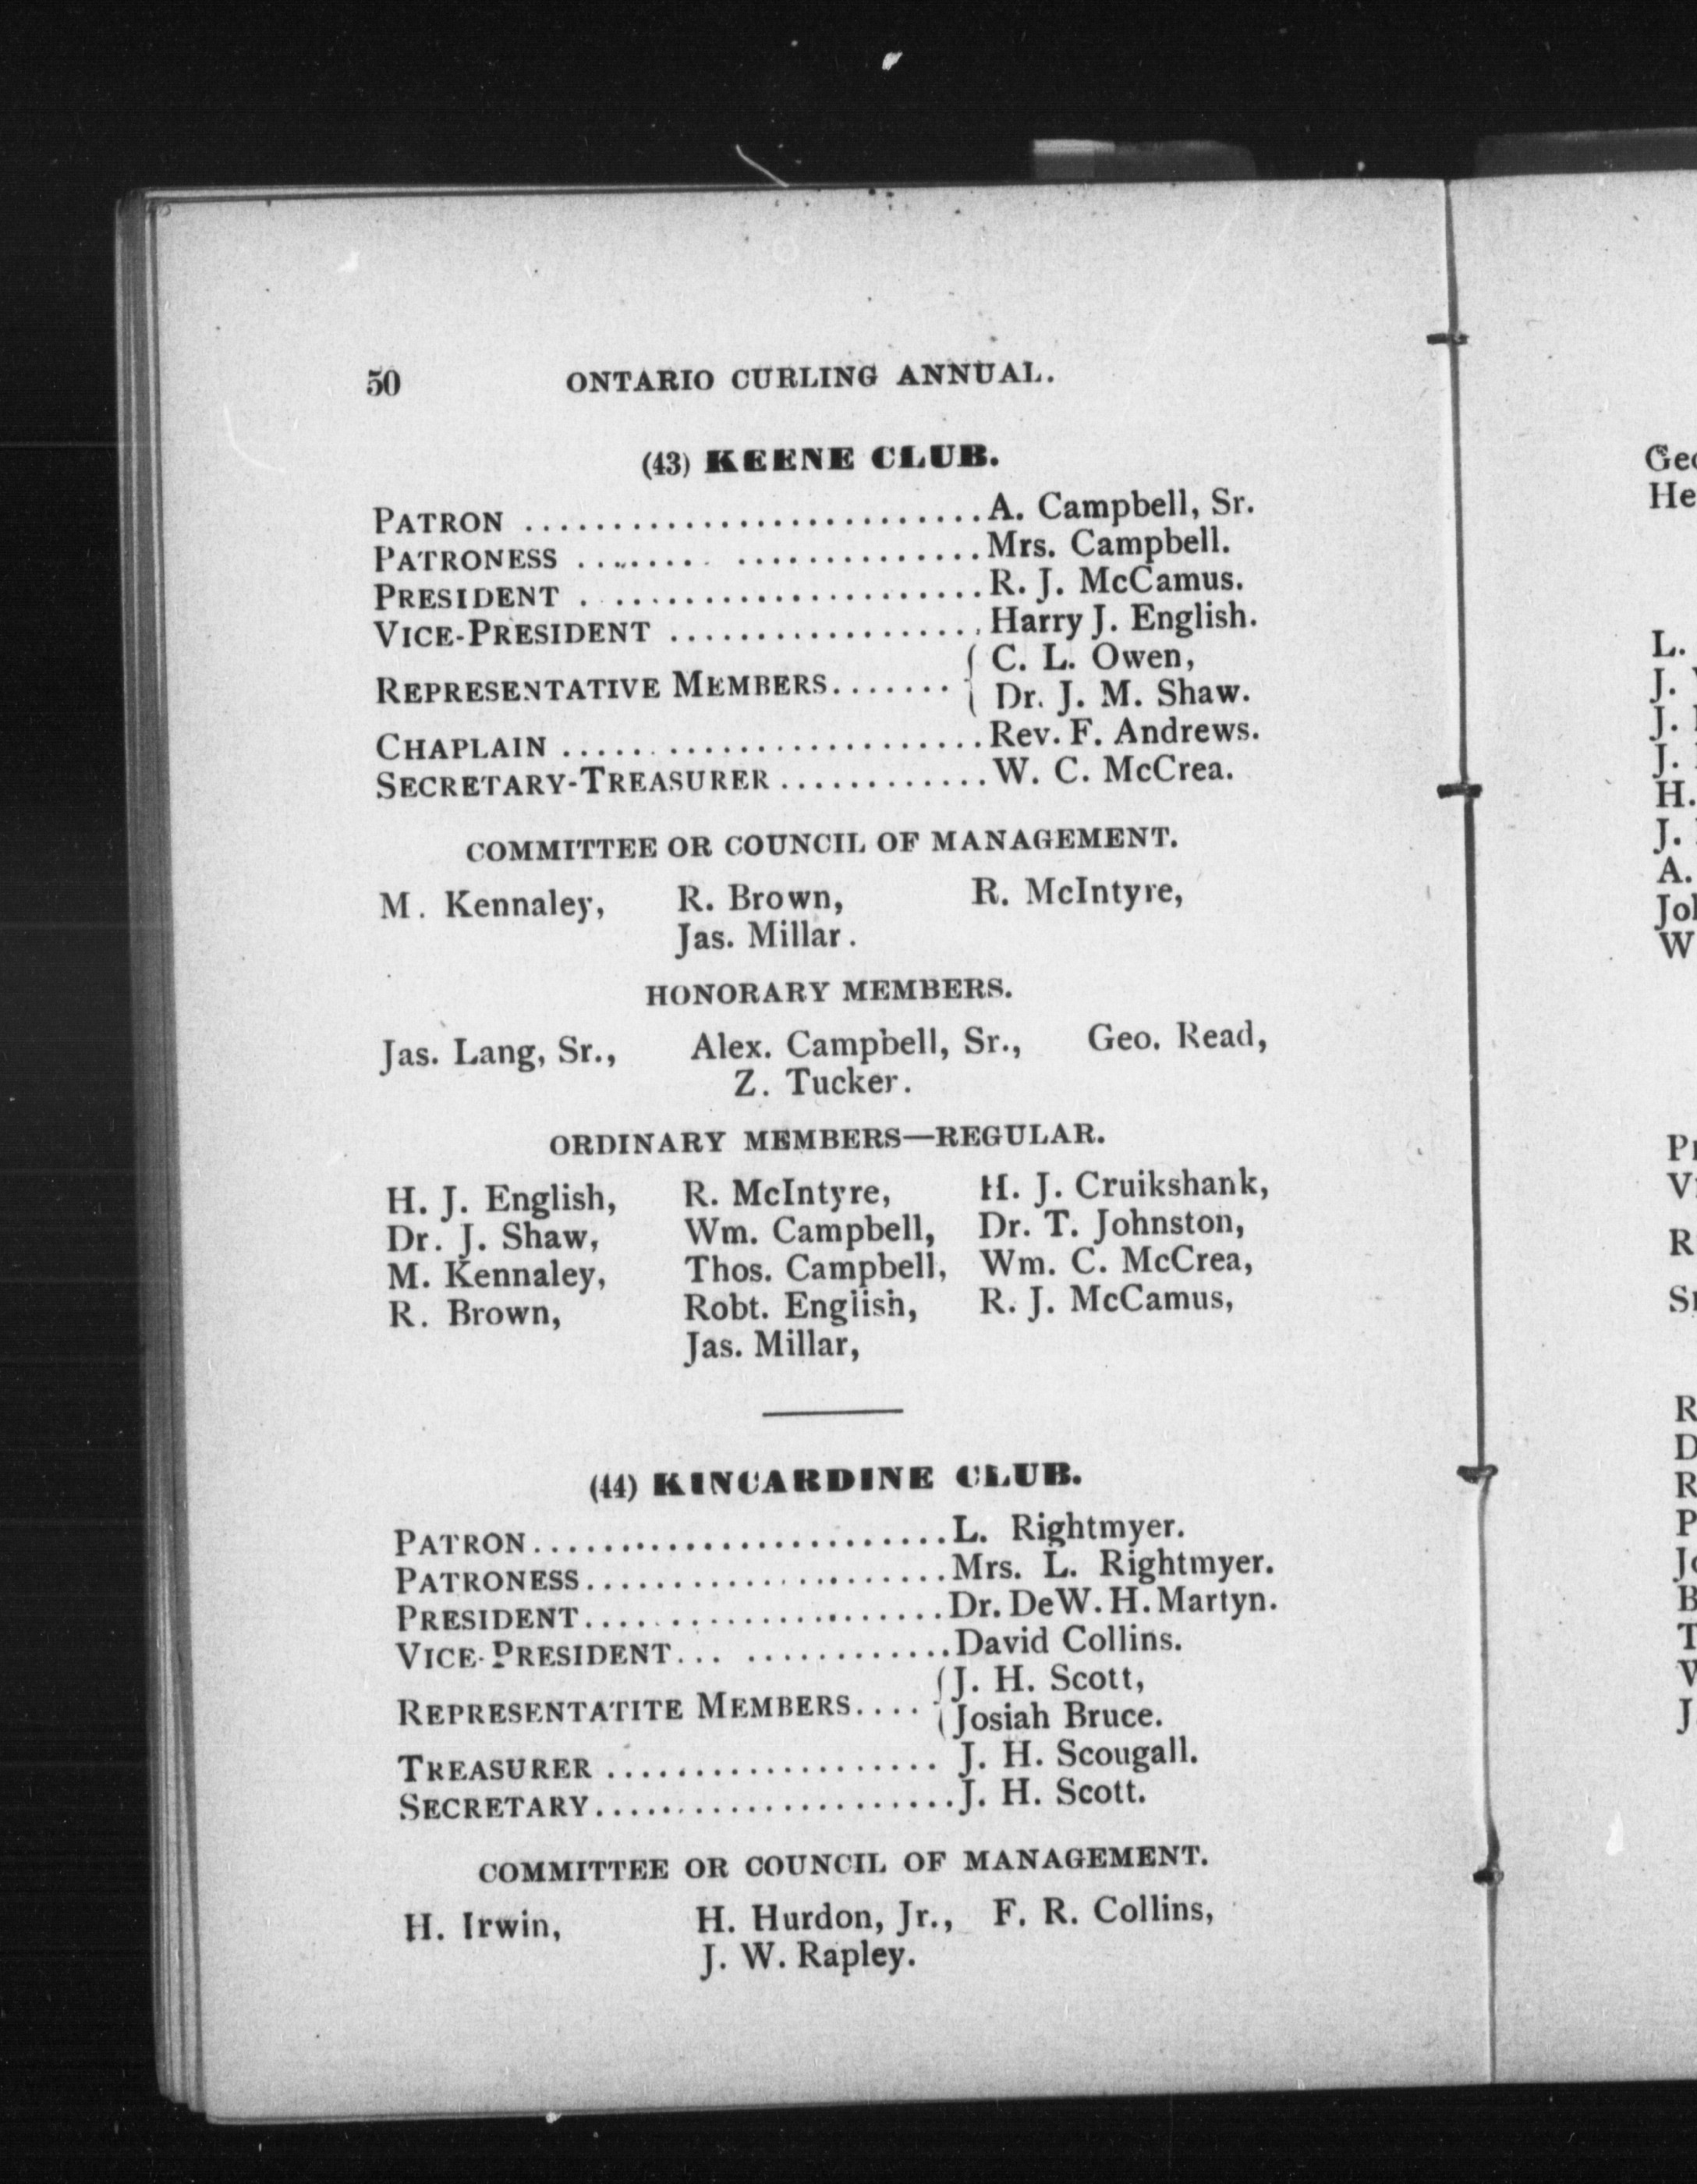 50 ONTARIO CURLING ANNUAL.
(43) KEENE CLUB.
PATRON ..........................A. Campbell, Sr.
PATRONESS ....... ..............Mrs. Campbell.
PRESIDENT . ......................R. J. McCamus.
VICE-PRESIDENT ..................Harry J. English.
REPRESENTATIVE MEMBERS.......{ C. L. Owen,
Dr. J. M. Shaw.
CHAPLAIN ..... ...................Rev. F. Andrews.
SECRETARY-TREASURER ............W. C. McCrea.
COMMITTEE OR COUNCIL OF MANAGEMENT.
M. Kennaley, R. Brown, R. McIntyre,
Jas. Millar.
HONORARY MEMBERS.
Jas. Lang, Sr., Alex. Campbell, Sr., Geo. Read,
Z. Tucker.
ORDINARY MEMBERS—REGULAR.
H. J. English, R. McIntyre, H. J. Cruikshank,
Dr. J. Shaw, Wm. Campbell, Dr. T. Johnston,
M. Kennaley, Thos. Campbell, Wm. C. McCrea,
R. Brown, Robt. English, R. J. McCamus,
Jas. Millar,
(44) KINCARDINE CLUB.
PATRON........................L. Rightmyer.
PATRONESS.....................Mrs. L. Rightmyer.
PRESIDENT.....................Dr. DeW. H. Martyn.
VICE-PRESIDENT... ............David Collins.
REPRESENTATITE MEMBERS....{ J. H. Scott,
Josiah Bruce.
TREASURER ................... J. H. Scougall.
SECRETARY.....................J. H. Scott.
COMMITTEE OR COUNCIL OF MANAGEMENT.
H. Irwin, H. Hurdon, Jr., F. R. Collins,
J. W. Rapley.